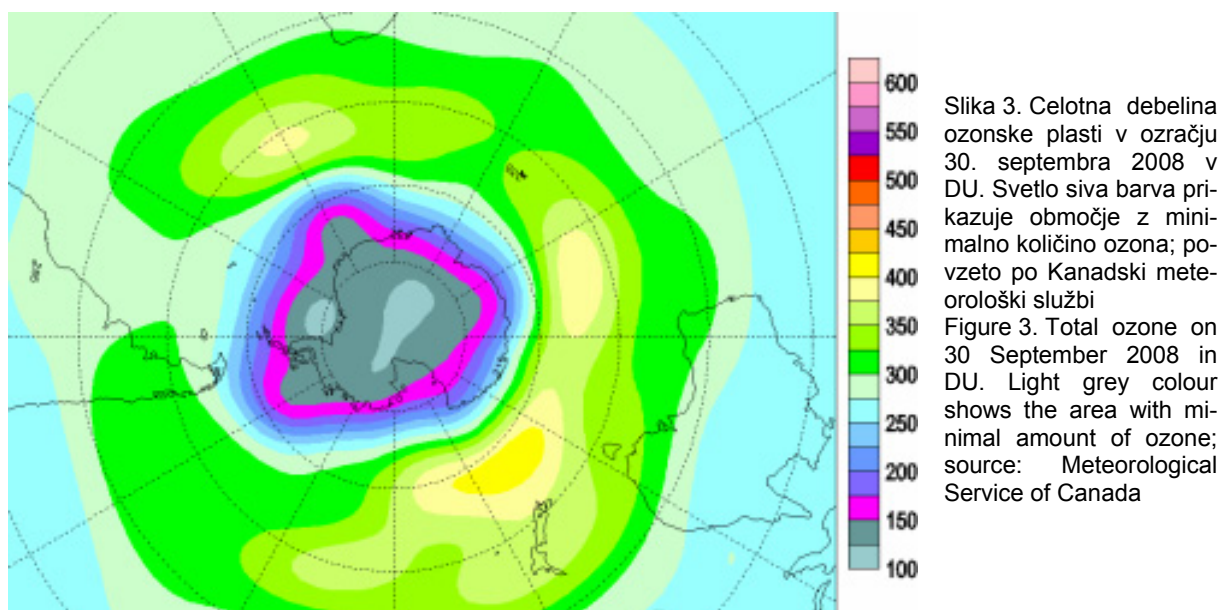 600
550
500
450
400
350
300
250
200
150
100
Slika 3. Celotna debelina
ozonske plasti v ozračju
30. septembra 2008 v
DU. Svetlo siva barva pri-
kazuje območje z mini-
malno količino ozona; po-
vzeto po Kanadski mete-
orološki službi
Figure 3. Total ozone on
30 September 2008 in
DU. Light grey colour
shows the area with mi-
nimal amount of ozone;
source: Meteorological
Service of Canada